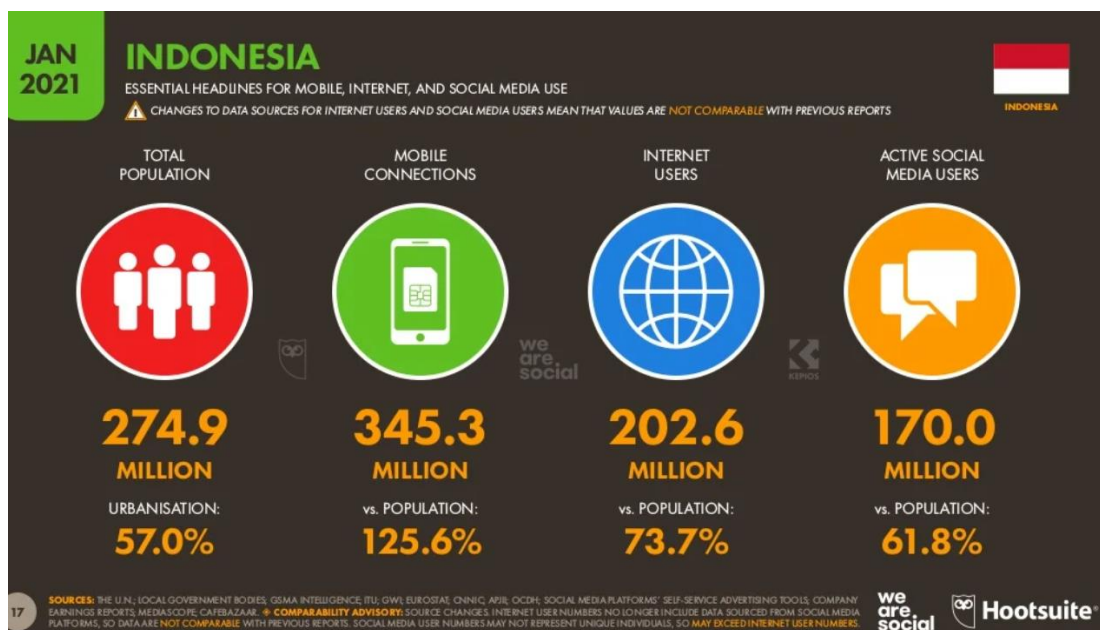 JAN
2021
INDONESIA
ESSENTIAL HEADLINES FOR MOBILE, INTERNET, AND SOCIAL MEDIA USE
CHANGES TO DATA SOURCES FOR INTERNET USERS AND SOCIAL MEDIA USERS MEAN THAT VALUES ARE NOT COMPARABLE WITH PREVIOUS REPORTS
INDONESIA
TOTAL
POPULATION
MOBILE
CONNECTIONS
INTERNET
USERS
ACTIVE SOCIAL
MEDIA USERS
we
are.
social
KEPIOS
274.9
MILLION
URBANISATION:
57.0%
345.3
MILLION
vs. POPULATION:
125.6%
202.6
MILLION
vs. POPULATION:
73.7%
170.0
MILLION
vs. POPULATION:
61.8%
17
SOURCES: THE U.N.; LOCAL GOVERNMENT BODIES; GSMA INTELLIGENCE; ITU; GWI; EUROSTAT; CNNIC; APJII; OCDH; SOCIAL MEDIA PLATFORMS' SELF-SERVICE ADVERTISING TOOLS; COMPANY
EARNINGS REPORTS; MEDIASCOPE; CAFEBAZAAR. COMPARABILITY ADVISORY: SOURCE CHANGES. INTERNET USER NUMBERS NO LONGER INCLUDE DATA SOURCED FROM SOCIAL MEDIA
PLATFORMS, SO DATA ARE NOT COMPARABLE WITH PREVIOUS REPORTS. SOCIAL MEDIA USER NUMBERS MAY NOT REPRESENT UNIQUE INDIVIDUALS, SO MAY EXCEED INTERNET USER NUMBERS.
we
are.
social
Hootsuite®